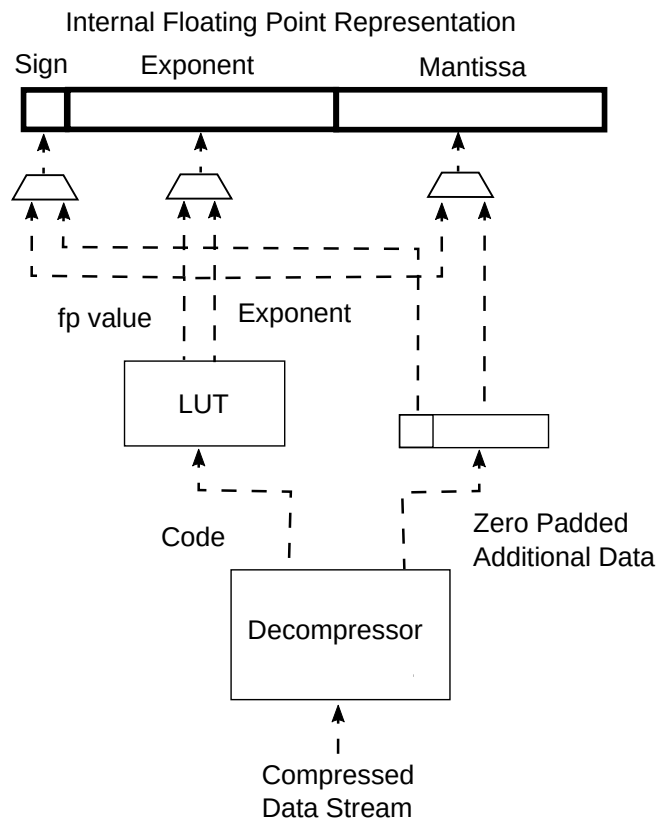 Internal Floating Point Representation
Sign Exponent Mantissa
fp value Exponent
LUT
Code
Zero Padded
Additional Data
Decompressor
Compressed
Data Stream